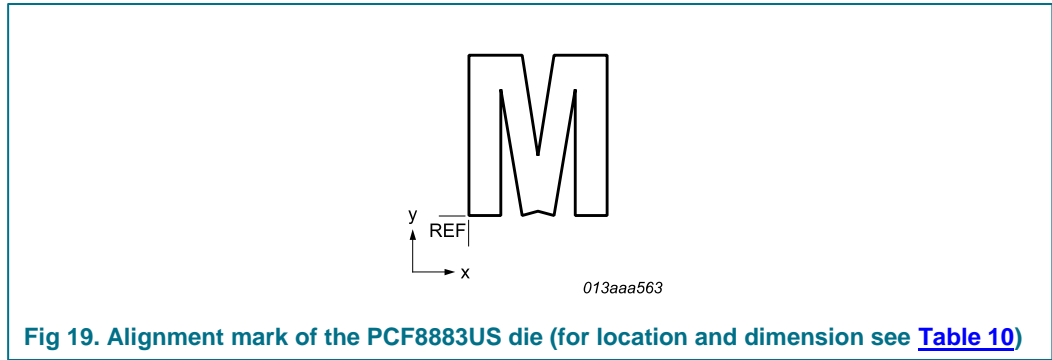 M
y
REF
x
013aaa563
Fig 19. Alignment mark of the PCF8883US die (for location and dimension see Table 10)